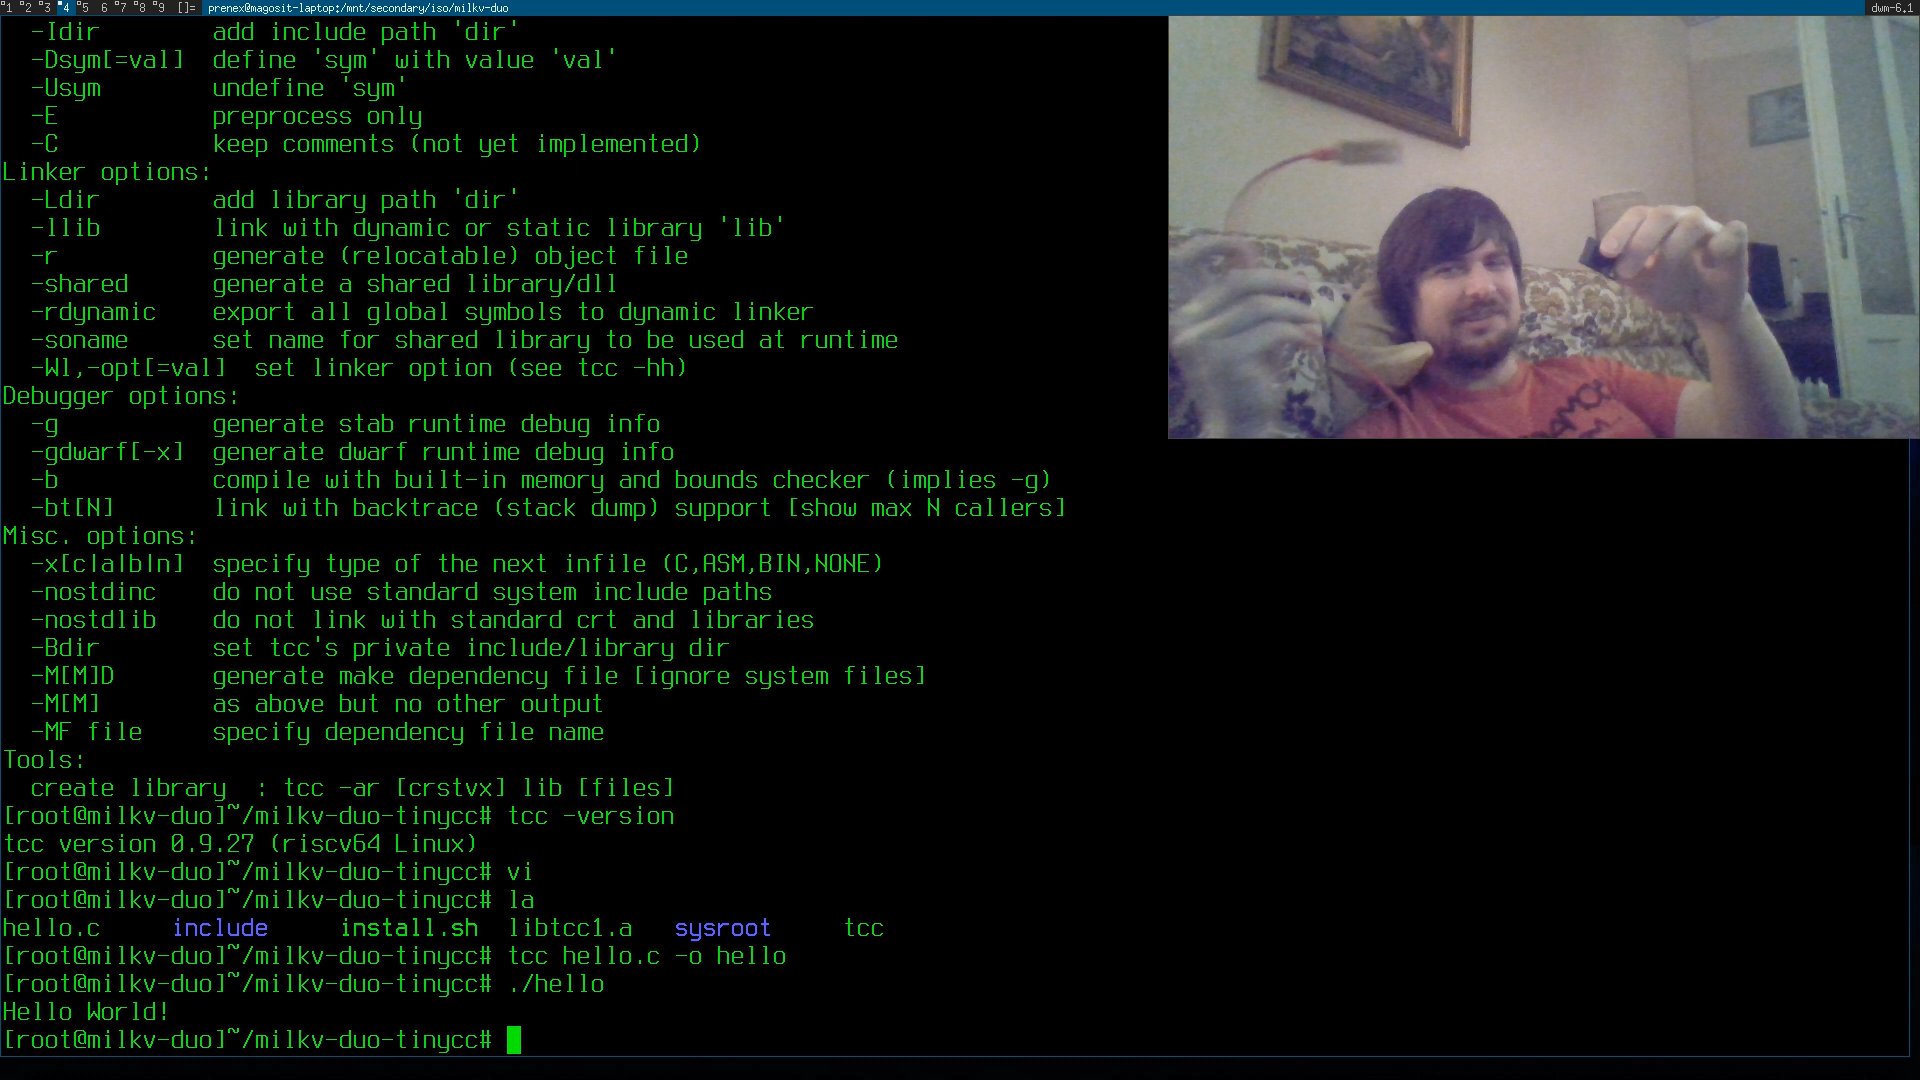 1 2 3 4 5 6 7 8 9 []= prenex@magosit-laptop:/mnt/secondary/iso/milkv-duo dwm-6.1
-Idir add include path 'dir'
-Dsym[=val] define 'sym' with value 'val'
-Usym undefine 'sym'
-E preprocess only
-C keep comments (not yet implemented)
Linker options:
-Ldir add library path 'dir'
-llib link with dynamic or static library 'lib'
-r generate (relocatable) object file
-shared generate a shared library/dll
-rdynamic export all global symbols to dynamic linker
-soname set name for shared library to be used at runtime
-Wl,-opt[=val] set linker option (see tcc -hh)
Debugger options:
-g generate stab runtime debug info
-gdwarf[-x] generate dwarf runtime debug info
-b compile with built-in memory and bounds checker (implies -g)
-bt[N] link with backtrace (stack dump) support [show max N callers]
Misc. options:
-x[c|a|b|n] specify type of the next infile (C,ASM,BIN,NONE)
-nostdinc do not use standard system include paths
-nostdlib do not link with standard crt and libraries
-Bdir set tcc's private include/library dir
-M[M]D generate make dependency file [ignore system files]
-M[M] as above but no other output
-MF file specify dependency file name
Tools:
create library : tcc -ar [crstvx] lib [files]
[root@milkv-duo]~/milkv-duo-tinycc# tcc -version
tcc version 0.9.27 (riscv64 Linux)
[root@milkv-duo]~/milkv-duo-tinycc# vi
[root@milkv-duo]~/milkv-duo-tinycc# la
hello.c include install.sh libtcc1.a sysroot tcc
[root@milkv-duo]~/milkv-duo-tinycc# tcc hello.c -o hello
[root@milkv-duo]~/milkv-duo-tinycc# ./hello
Hello World!
[root@milkv-duo]~/milkv-duo-tinycc#